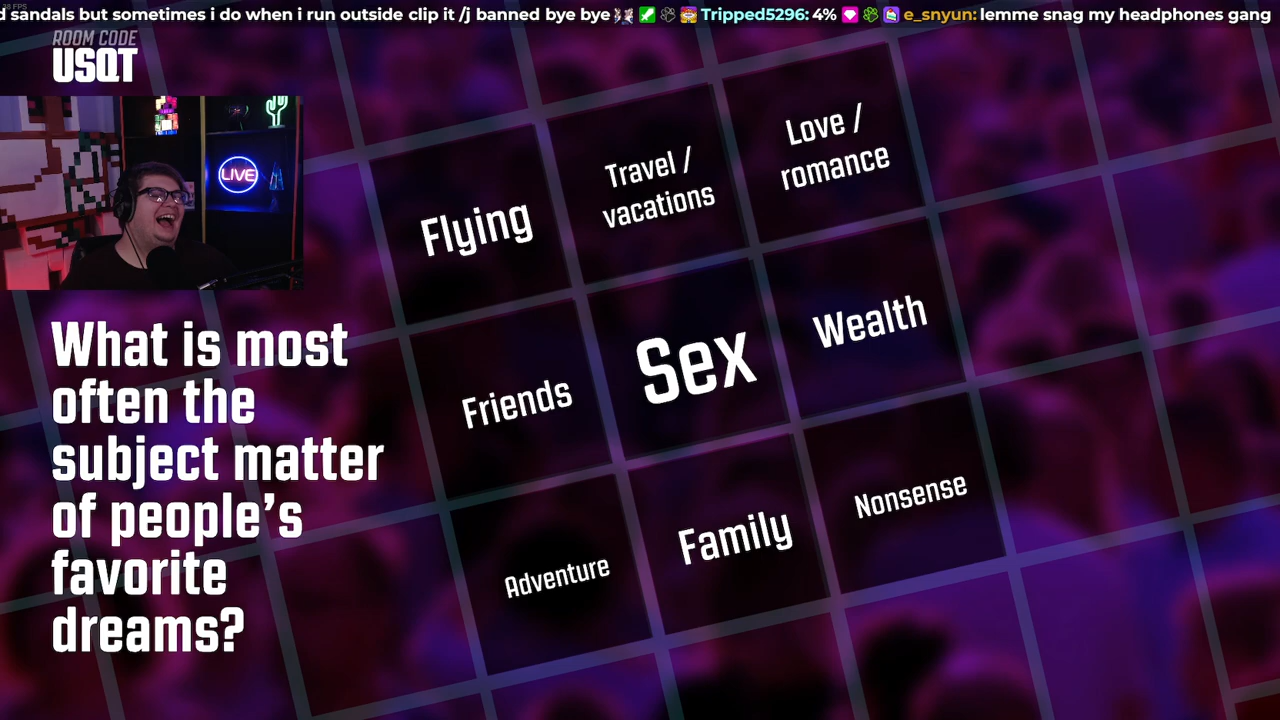 d sandals but sometimes i do when i run outside clip it /j banned bye bye Tripped5296: 4% e_snyun: lemme snag my headphones gang
ROOM CODE
USQT
LIVE
What is most
often the
subject matter
of people's
favorite
dreams?
Flying
Travel /
vacations
Love /
romance
Friends
Sex
Wealth
Adventure
Family
Nonsense